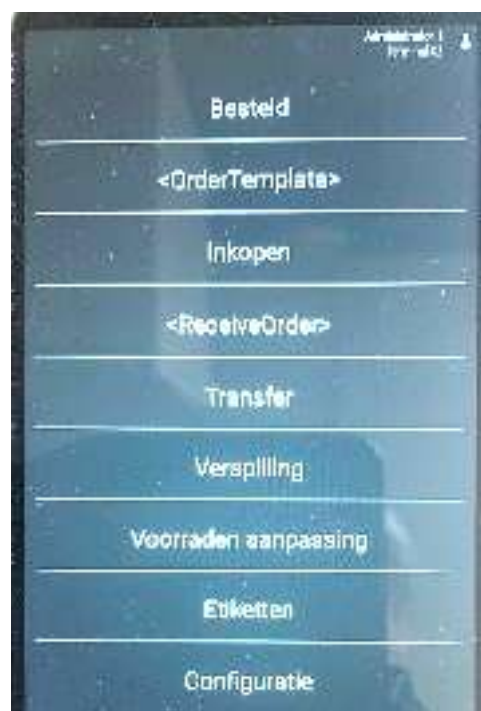 Besteld
<OrderTemplate>
Inkopen
<ReceiveOrder>
Transfer
Verspilling
Voorraden aanpassing
Etiketten
Configuratie